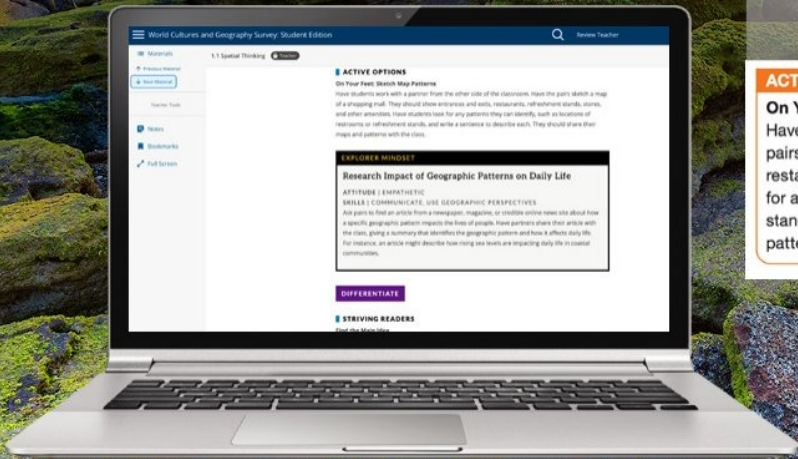 World Cultures and Geography Survey: Student Edition
Review Teacher
Materials
Previous Material
Next Material
Teacher Tools
Notes
Bookmarks
Full Screen
1.1 Spatial Thinking
Teacher
ACTIVE OPTIONS
On Your Feet: Sketch Map Patterns
Have students work with a partner from the other side of the classroom. Have the pairs sketch a map
of a shopping mall. They should show entrances and exits, restaurants, refreshment stands, stores,
and other amenities. Have students look for any patterns they can identify, such as locations of
restrooms or refreshment stands, and write a sentence to describe each. They should share their
maps and patterns with the class.
EXPLORER MINDSET
Research Impact of Geographic Patterns on Daily Life
ATTITUDE | EMPATHETIC
SKILLS | COMMUNICATE, USE GEOGRAPHIC PERSPECTIVES
Ask pairs to find an article from a newspaper, magazine, or credible online news site about how
a specific geographic pattern impacts the lives of people. Have partners share their article with
the class, giving a summary that identifies the geographic pattern and how it affects daily life.
For instance, an article might describe how rising sea levels are impacting daily life in coastal
communities.
DIFFERENTIATE
STRIVING READERS
Find the Main Idea
ACT
On Y
Have
pairs
resta
for a
stan
patte